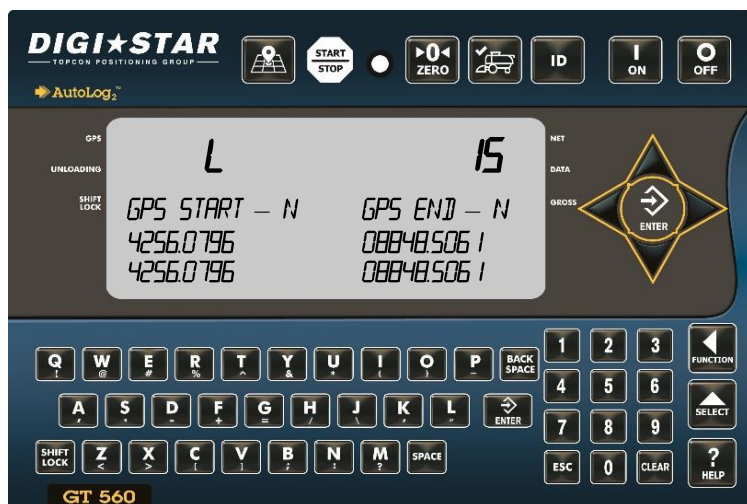 DIGI★STAR
TOPCON POSITIONING GROUP
AutoLog2™
START
STOP
▸0◂
ZERO
ID
I
ON
O
OFF
GPS
UNLOADING
SHIFT
LOCK
L 15
GPS START – N GPS END – N
4256.0796 08848.5061
4256.0796 08848.5061
NET
DATA
GROSS
ENTER
Q ! W @ E # R % T ^ Y & U * I ( O ) P – BACK SPACE
A , S . D - F + G = H / J \ K ' L " ENTER
SHIFT LOCK Z < X > C [ V ] B ; N : M ? SPACE
1 2 3 FUNCTION
4 5 6 SELECT
7 8 9
ESC 0 CLEAR ? HELP
GT 560